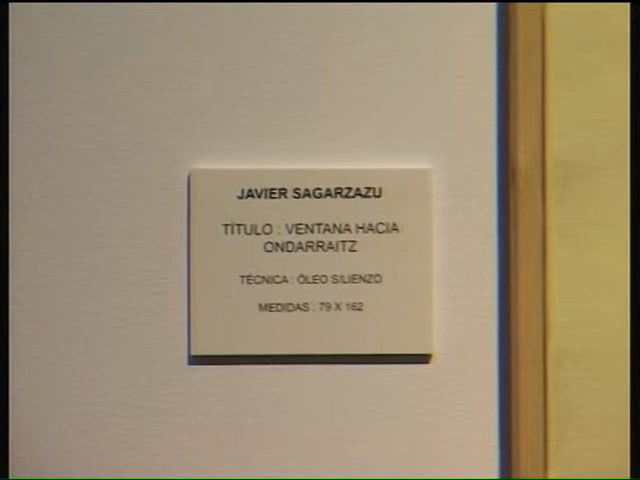 JAVIER SAGARZAZU
TÍTULO : VENTANA HACIA
ONDARRAITZ
TÉCNICA : ÓLEO S/LIENZO
MEDIDAS : 79 X 162